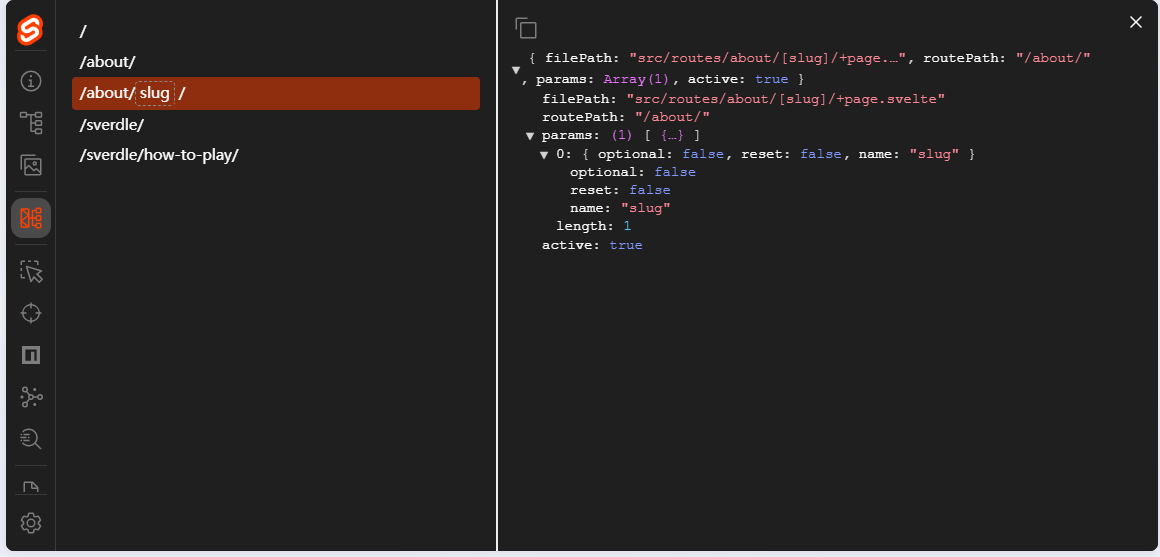 /
/about/
/about/ slug /
/sverdle/
/sverdle/how-to-play/
{ filePath: "src/routes/about/[slug]/+page.…", routePath: "/about/"
, params: Array(1), active: true }
filePath: "src/routes/about/[slug]/+page.svelte"
routePath: "/about/"
params: (1) [ {…} ]
0: { optional: false, reset: false, name: "slug" }
optional: false
reset: false
name: "slug"
length: 1
active: true